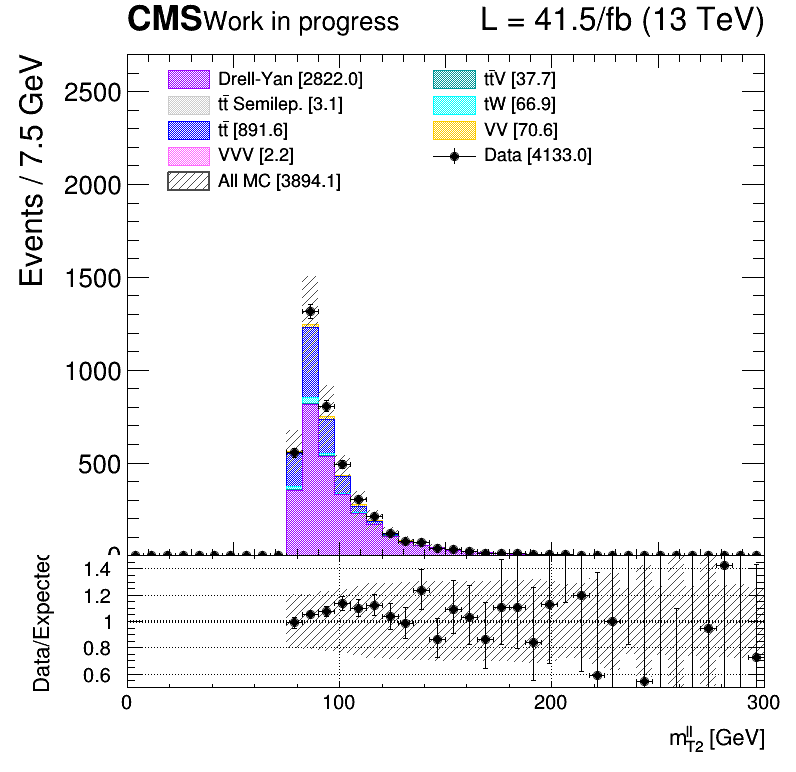 CMS Work in progress L = 41.5/fb (13 TeV)
Events / 7.5 GeV
2500
2000
1500
1000
500
0
Drell-Yan [2822.0]
tt̄ Semilep. [3.1]
tt̄ [891.6]
VVV [2.2]
All MC [3894.1]
tt̄V [37.7]
tW [66.9]
VV [70.6]
Data [4133.0]
Data/Expected
1.4
1.2
1
0.8
0.6
0 100 200 300
m_{T2}^{ll} [GeV]